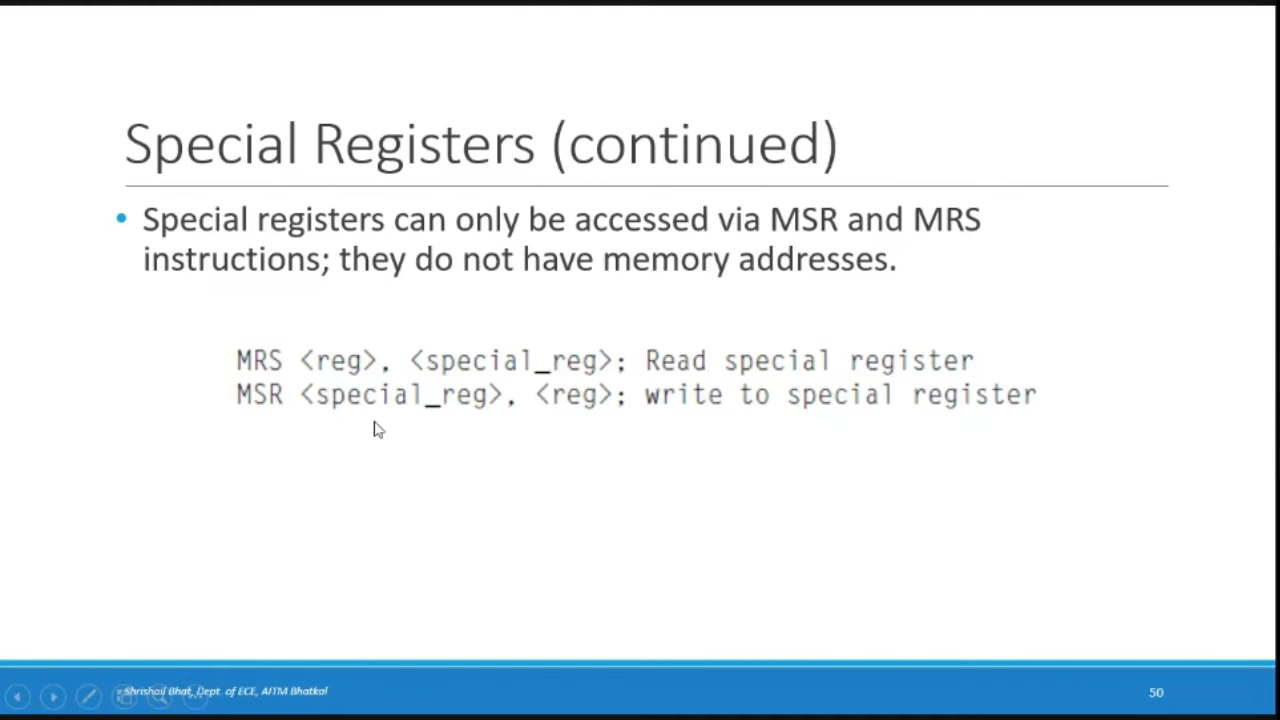 Special Registers (continued)
• Special registers can only be accessed via MSR and MRS
instructions; they do not have memory addresses.
MRS <reg>, <special_reg>; Read special register
MSR <special_reg>, <reg>; write to special register
Shrishail Bhat, Dept. of ECE, AITM Bhatkal
50